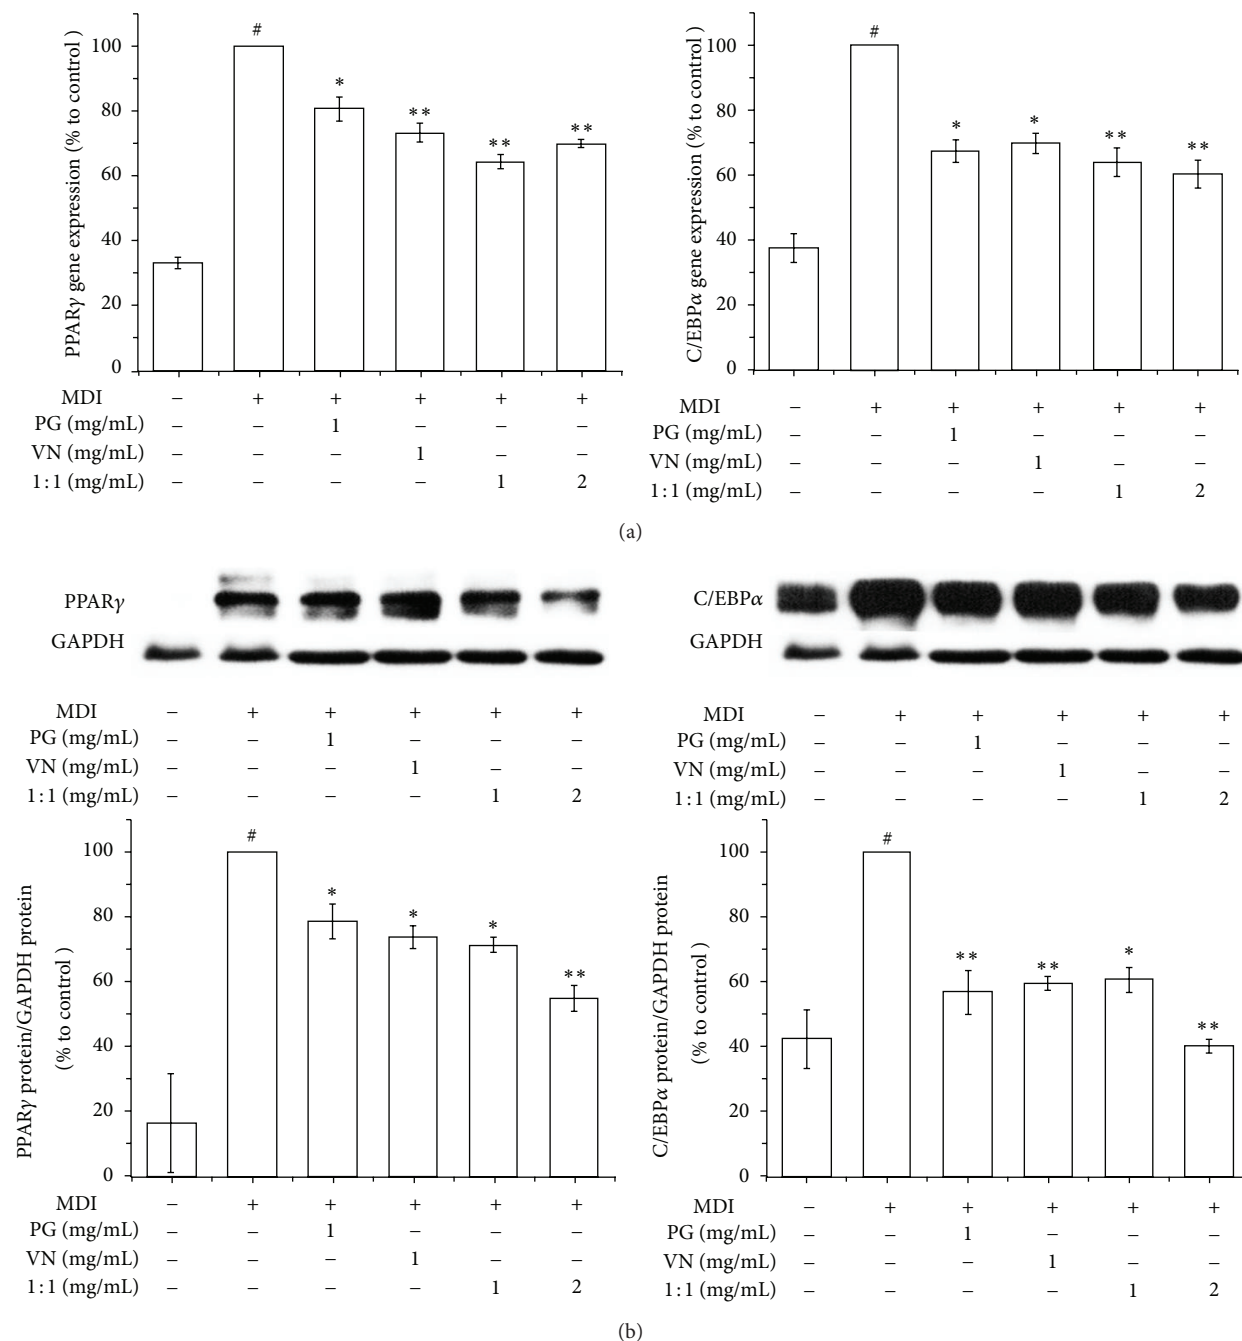 PPARγ gene expression (% to control )
100
80
60
40
20
0
#
*
**
**
**
MDI – + + + + +
PG (mg/mL) – – 1 – – –
VN (mg/mL) – – – 1 – –
1:1 (mg/mL) – – – – 1 2
C/EBPα gene expression (% to control )
100
80
60
40
20
0
#
*
*
**
**
MDI – + + + + +
PG (mg/mL) – – 1 – – –
VN (mg/mL) – – – 1 – –
1:1 (mg/mL) – – – – 1 2
(a)
PPARγ
GAPDH
MDI – + + + + +
PG (mg/mL) – – 1 – – –
VN (mg/mL) – – – 1 – –
1:1 (mg/mL) – – – – 1 2
C/EBPα
GAPDH
MDI – + + + + +
PG (mg/mL) – – 1 – – –
VN (mg/mL) – – – 1 – –
1:1 (mg/mL) – – – – 1 2
PPARγ protein/GAPDH protein
(% to control )
100
80
60
40
20
0
#
*
*
*
**
MDI – + + + + +
PG (mg/mL) – – 1 – – –
VN (mg/mL) – – – 1 – –
1:1 (mg/mL) – – – – 1 2
C/EBPα protein/GAPDH protein
(% to control )
100
80
60
40
20
0
#
**
**
*
**
MDI – + + + + +
PG (mg/mL) – – 1 – – –
VN (mg/mL) – – – 1 – –
1:1 (mg/mL) – – – – 1 2
(b)